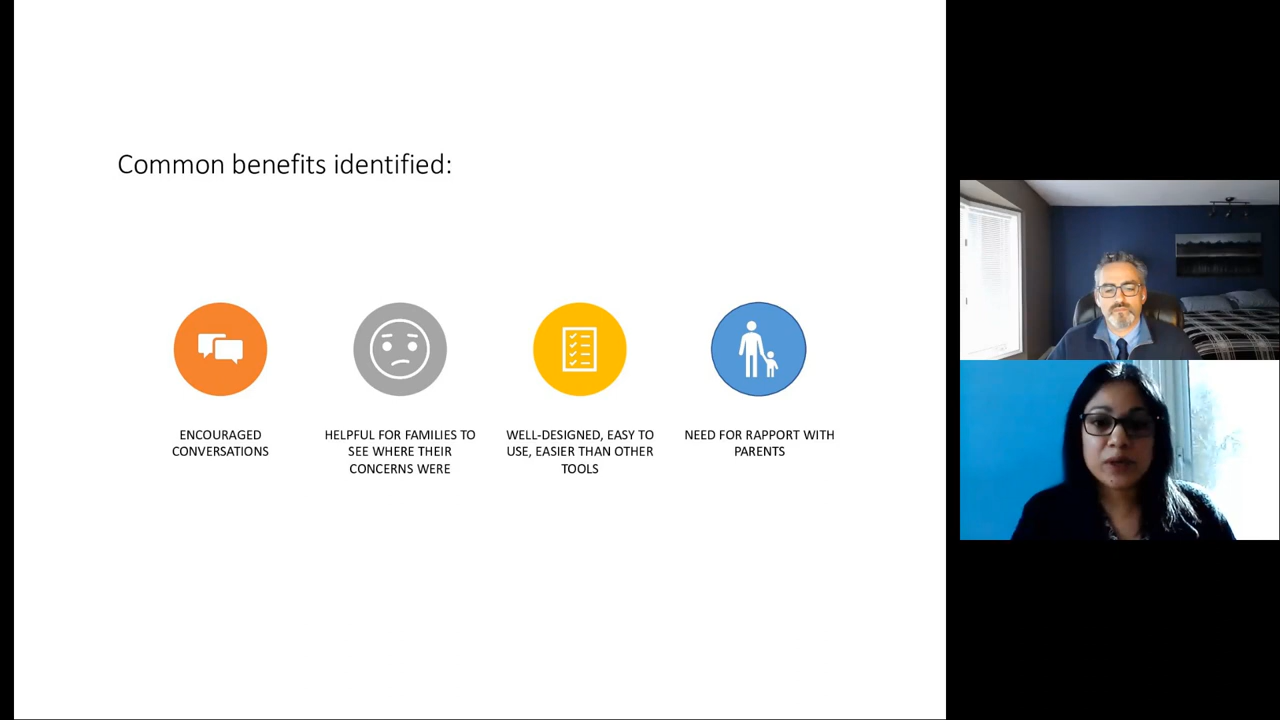 Common benefits identified:
ENCOURAGED
CONVERSATIONS
HELPFUL FOR FAMILIES TO
SEE WHERE THEIR
CONCERNS WERE
WELL-DESIGNED, EASY TO
USE, EASIER THAN OTHER
TOOLS
NEED FOR RAPPORT WITH
PARENTS